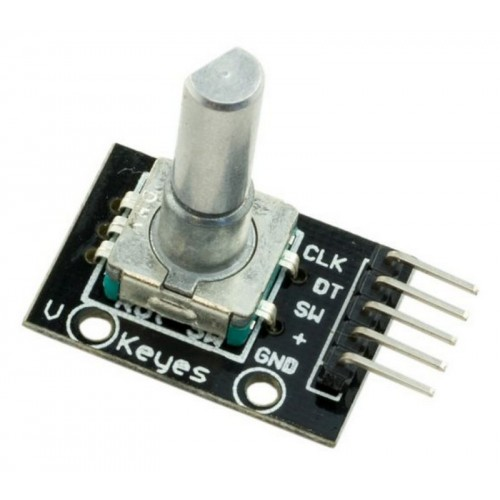 CLK
DT
SW
+
GND
V
Keyes